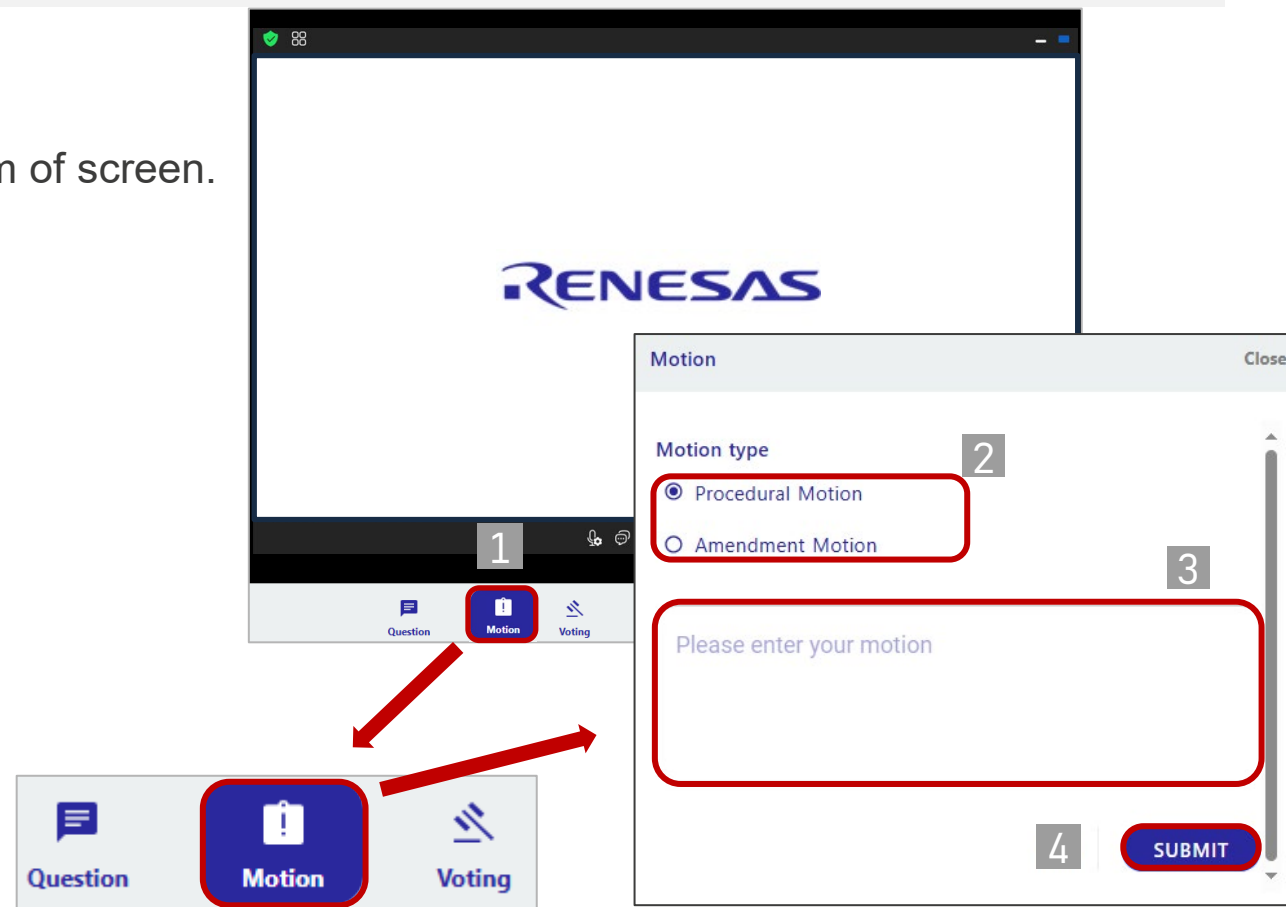 m of screen.
RENESAS
1
Question
Motion
Voting
Motion
Close
Motion type
2
Procedural Motion
Amendment Motion
3
Please enter your motion
4
SUBMIT
Question
Motion
Voting